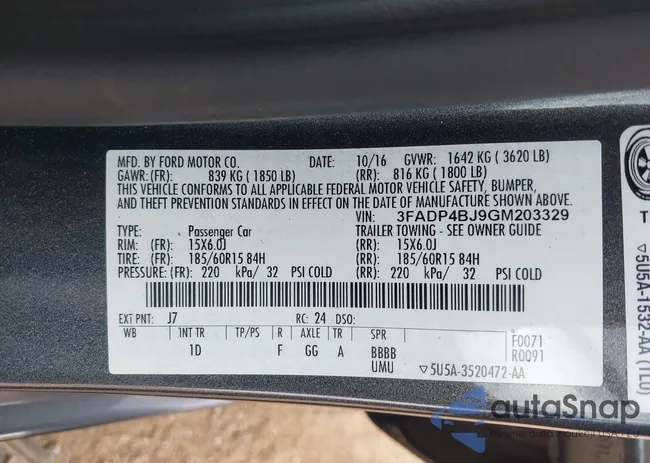 MFD. BY FORD MOTOR CO. DATE: 10/16 GVWR: 1642 KG ( 3620 LB)
GAWR: (FR): 839 KG ( 1850 LB) (RR): 816 KG ( 1800 LB)
THIS VEHICLE CONFORMS TO ALL APPLICABLE FEDERAL MOTOR VEHICLE SAFETY, BUMPER,
AND THEFT PREVENTION STANDARDS IN EFFECT ON THE DATE OF MANUFACTURE SHOWN ABOVE.
VIN: 3FADP4BJ9GM203329
TYPE: Passenger Car TRAILER TOWING - SEE OWNER GUIDE
RIM: (FR): 15X6.0J (RR): 15X6.0J
TIRE: (FR): 185/60R15 84H (RR): 185/60R15 84H
PRESSURE: (FR): 220 kPa/ 32 PSI COLD (RR): 220 kPa/ 32 PSI COLD
EXT PNT: J7 RC: 24 DSO:
WB INT TR TP/PS R AXLE TR SPR F0071
1D F GG A BBBB R0091
UMU ▽5U5A-3520472-AA
T
▽5U5A-1532-AA (1L0)
autoSnap